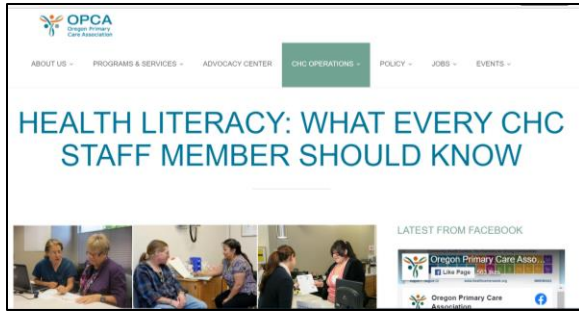 OPCA
Oregon Primary
Care Association
ABOUT US
PROGRAMS & SERVICES
ADVOCACY CENTER
CHC OPERATIONS
POLICY
JOBS
EVENTS
HEALTH LITERACY: WHAT EVERY CHC
STAFF MEMBER SHOULD KNOW
LATEST FROM FACEBOOK
Oregon Primary Care Asso...
Like Page
Oregon Primary Care
Association